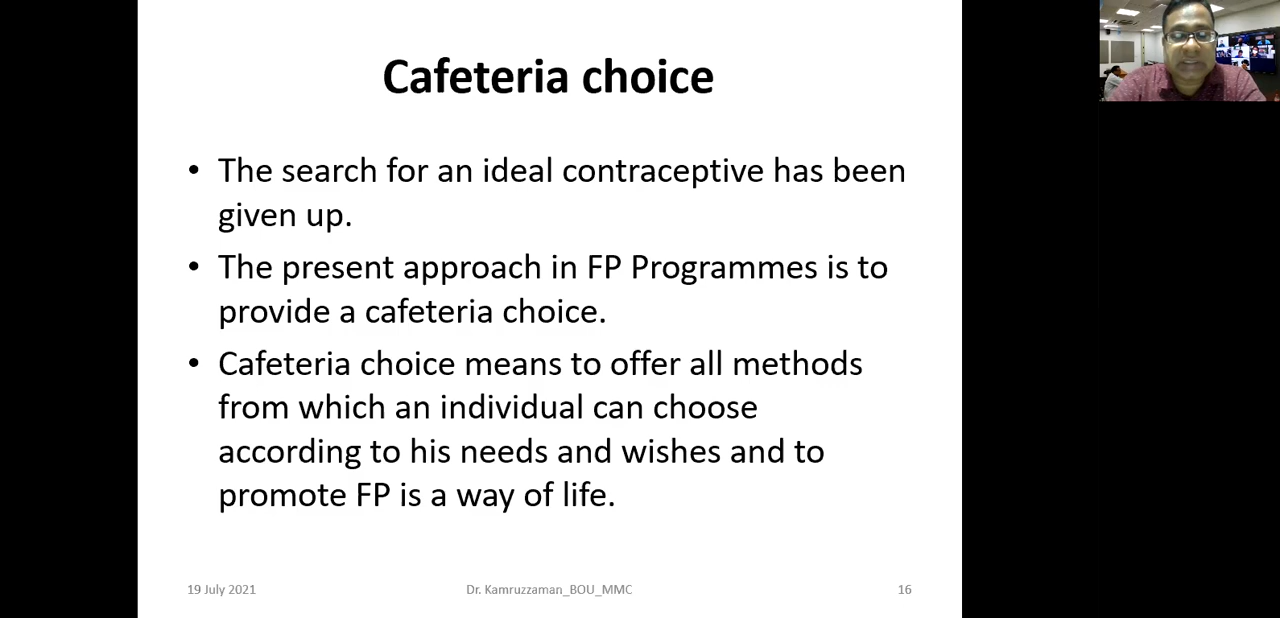 Cafeteria choice
• The search for an ideal contraceptive has been
given up.
• The present approach in FP Programmes is to
provide a cafeteria choice.
• Cafeteria choice means to offer all methods
from which an individual can choose
according to his needs and wishes and to
promote FP is a way of life.
19 July 2021
Dr. Kamruzzaman_BOU_MMC
16